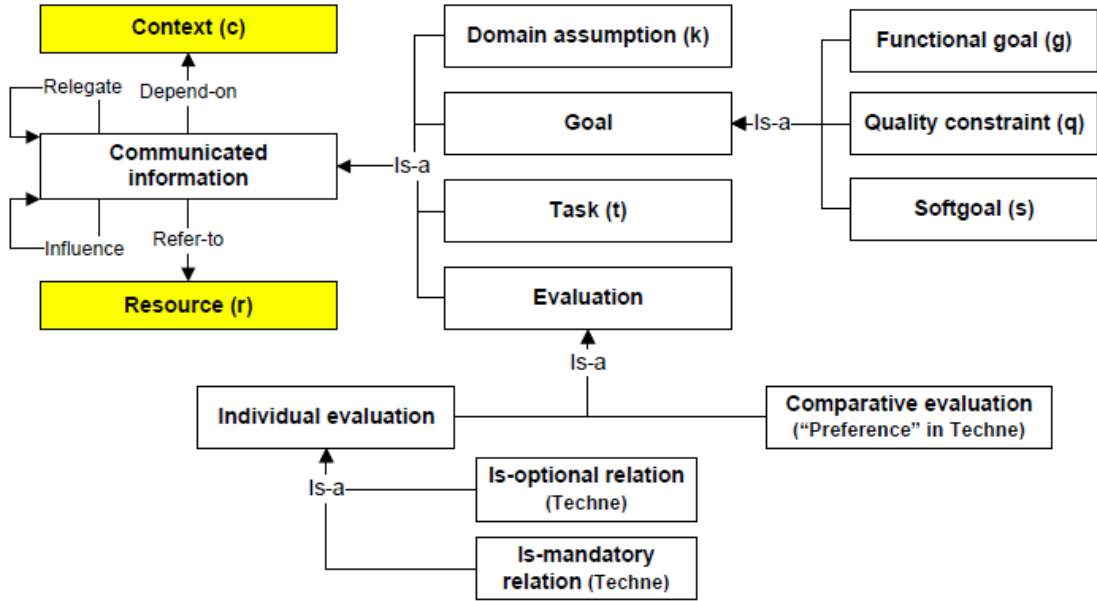 Context (c)
Relegate
Depend-on
Communicated
information
Influence
Refer-to
Resource (r)
Is-a
Domain assumption (k)
Goal
Task (t)
Evaluation
Is-a
Functional goal (g)
Quality constraint (q)
Softgoal (s)
Is-a
Individual evaluation
Comparative evaluation
(“Preference” in Techne)
Is-a
Is-optional relation
(Techne)
Is-mandatory
relation (Techne)